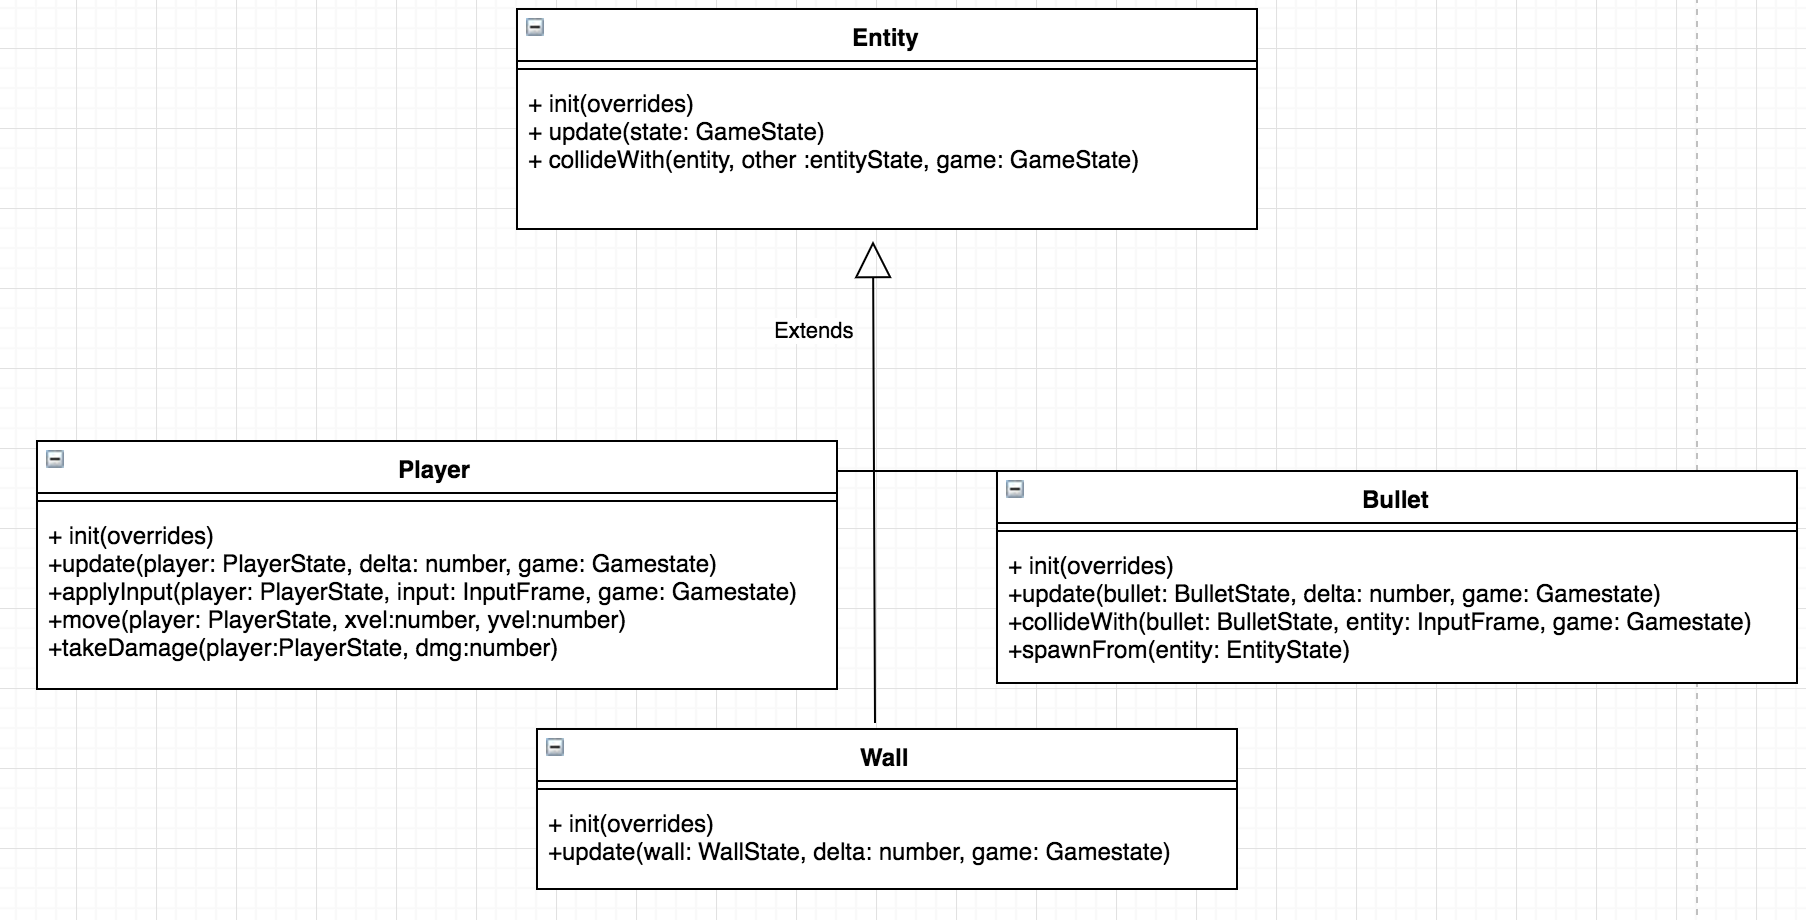 Entity
+ init(overrides)
+ update(state: GameState)
+ collideWith(entity, other :entityState, game: GameState)
Extends
Player
+ init(overrides)
+update(player: PlayerState, delta: number, game: Gamestate)
+applyInput(player: PlayerState, input: InputFrame, game: Gamestate)
+move(player: PlayerState, xvel:number, yvel:number)
+takeDamage(player:PlayerState, dmg:number)
Bullet
+ init(overrides)
+update(bullet: BulletState, delta: number, game: Gamestate)
+collideWith(bullet: BulletState, entity: InputFrame, game: Gamestate)
+spawnFrom(entity: EntityState)
Wall
+ init(overrides)
+update(wall: WallState, delta: number, game: Gamestate)